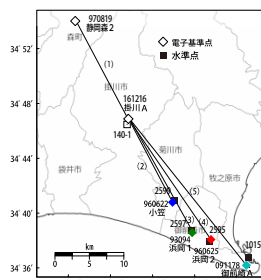 970819
静岡森2
◇ 電子基準点
■ 水準点
34˚ 52'
森町
(1)
掛川市
161216
掛川A
34˚ 48'
140-1
菊川市
(2)
袋井市
牧之原市
(5)
2590
34˚ 40'
960622
小笠
(3)
(4)
2597
2595
93094
浜岡1
960625
浜岡2
1015
km
0 5 10
091178
御前崎A
34˚ 36'